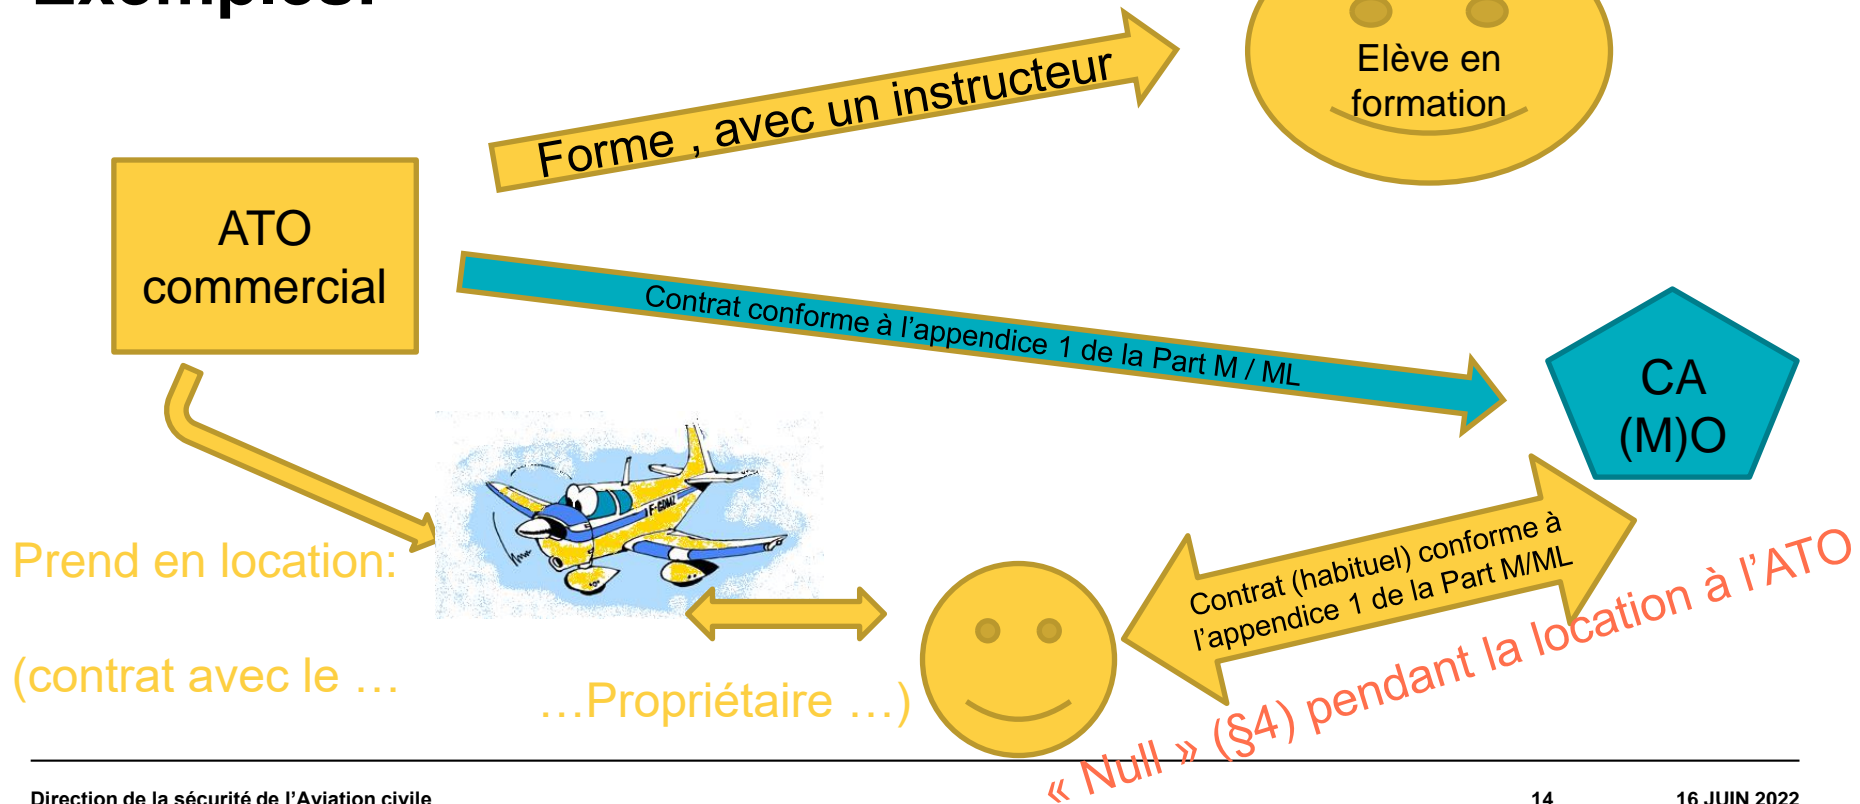 Exemples:
Elève en
formation
Forme , avec un instructeur
ATO
commercial
Contrat conforme à l’appendice 1 de la Part M / ML
CA
(M)O
F-GDMZ
Prend en location:
Contrat (habituel) conforme à
l’appendice 1 de la Part M/ML
(contrat avec le …
…Propriétaire …)
« Null » (§4) pendant la location à l’ATO
Direction de la sécurité de l’Aviation civile
14
16 JUIN 2022